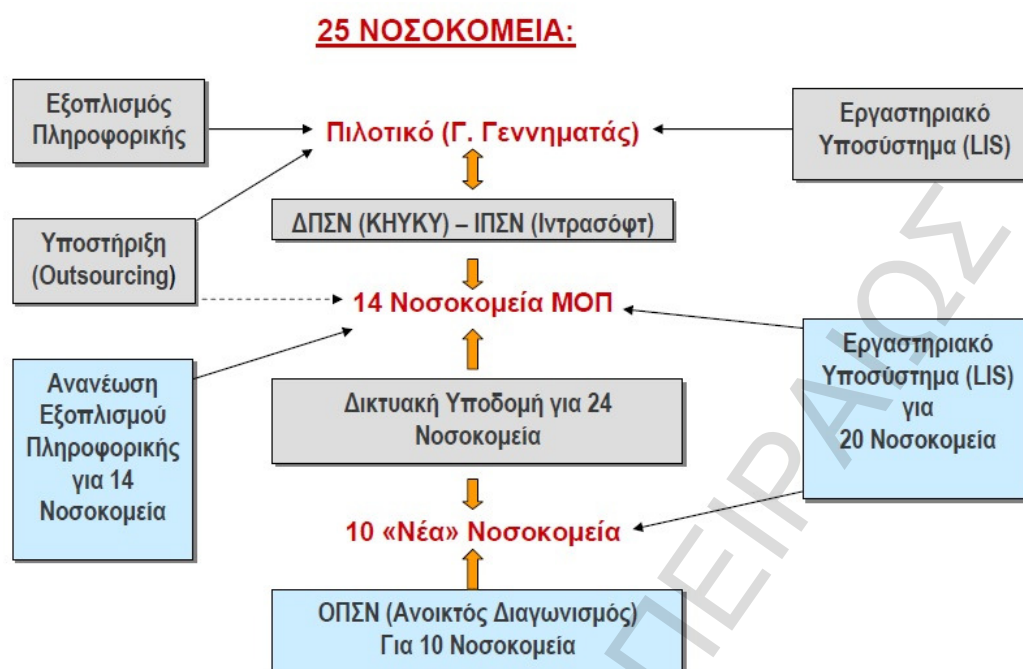 25 ΝΟΣΟΚΟΜΕΙΑ:
Εξοπλισμός
Πληροφορικής
Πιλοτικό (Γ. Γεννηματάς)
Εργαστηριακό
Υποσύστημα (LIS)
ΔΠΣΝ (ΚΗΥΚΥ) – ΙΠΣΝ (Ιντρασόφτ)
Υποστήριξη
(Outsourcing)
14 Νοσοκομεία ΜΟΠ
Ανανέωση
Εξοπλισμού
Πληροφορικής
για 14
Νοσοκομεία
Δικτυακή Υποδομή για 24
Νοσοκομεία
Εργαστηριακό
Υποσύστημα (LIS)
για
20 Νοσοκομεία
10 «Νέα» Νοσοκομεία
ΟΠΣΝ (Ανοικτός Διαγωνισμός)
Για 10 Νοσοκομεία
ΠΕΙΡΑΙΩΣ